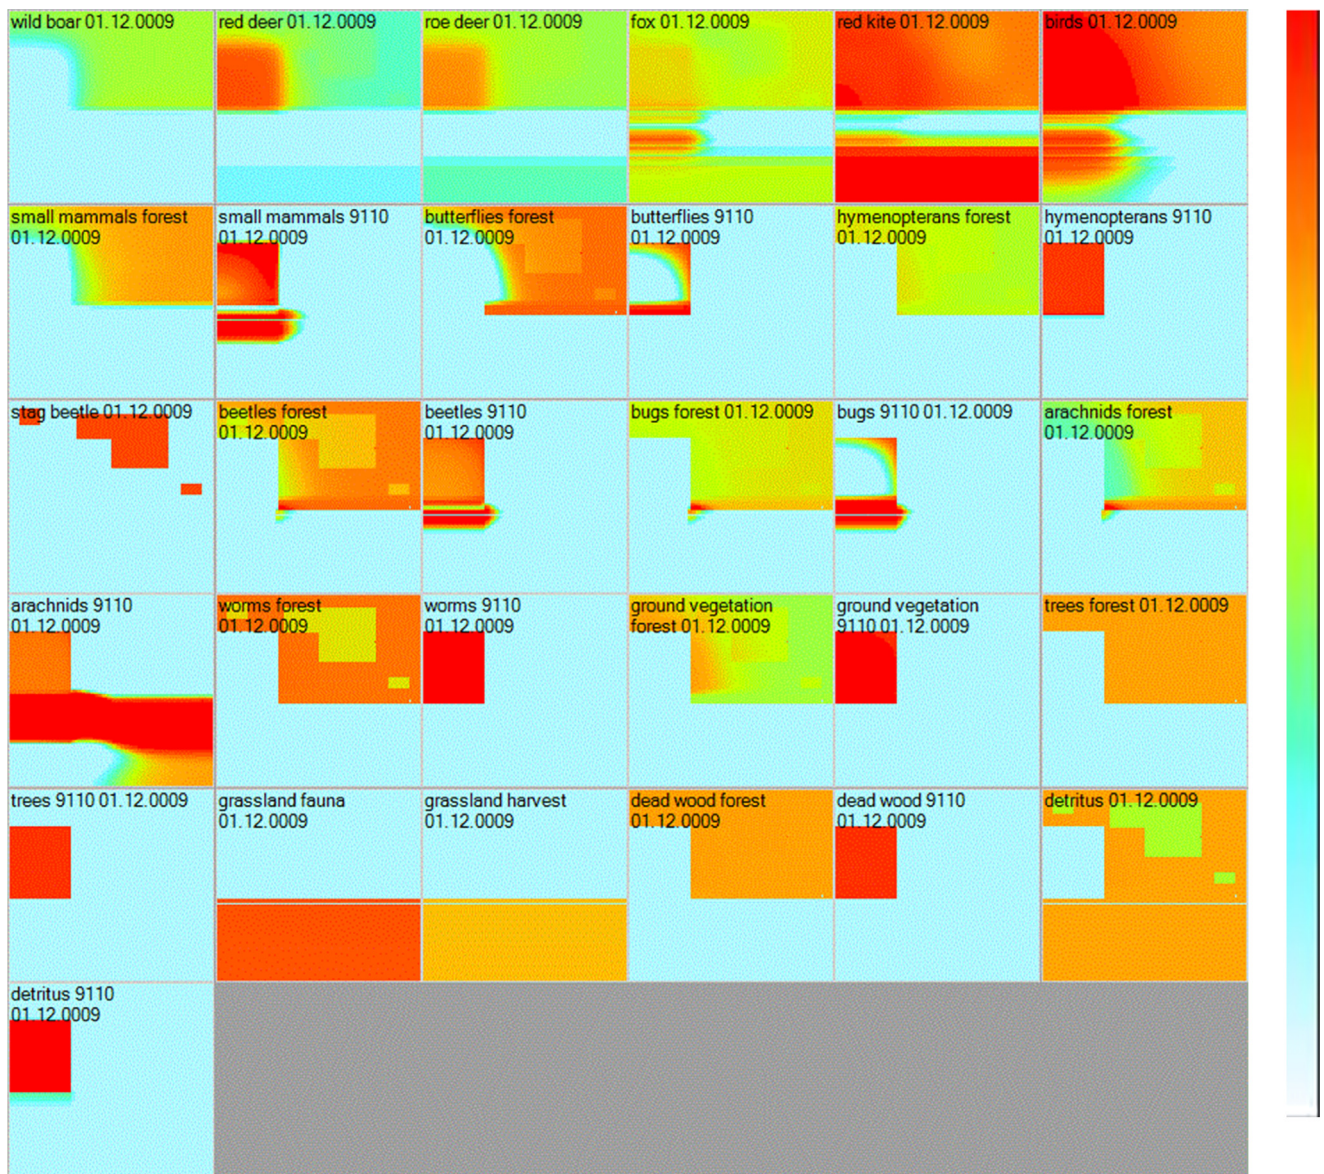 wild boar 01.12.0009
red deer 01.12.0009
roe deer 01.12.0009
fox 01.12.0009
red kite 01.12.0009
birds 01.12.0009
small mammals forest
01.12.0009
small mammals 9110
01.12.0009
butterflies forest
01.12.0009
butterflies 9110
01.12.0009
hymenopterans forest
01.12.0009
hymenopterans 9110
01.12.0009
stag beetle 01.12.0009
beetles forest
01.12.0009
beetles 9110
01.12.0009
bugs forest 01.12.0009
bugs 9110 01.12.0009
arachnids forest
01.12.0009
arachnids 9110
01.12.0009
worms forest
01.12.0009
worms 9110
01.12.0009
ground vegetation
forest 01.12.0009
ground vegetation
9110 01.12.0009
trees forest 01.12.0009
trees 9110 01.12.0009
grassland fauna
01.12.0009
grassland harvest
01.12.0009
dead wood forest
01.12.0009
dead wood 9110
01.12.0009
detritus 01.12.0009
detritus 9110
01.12.0009